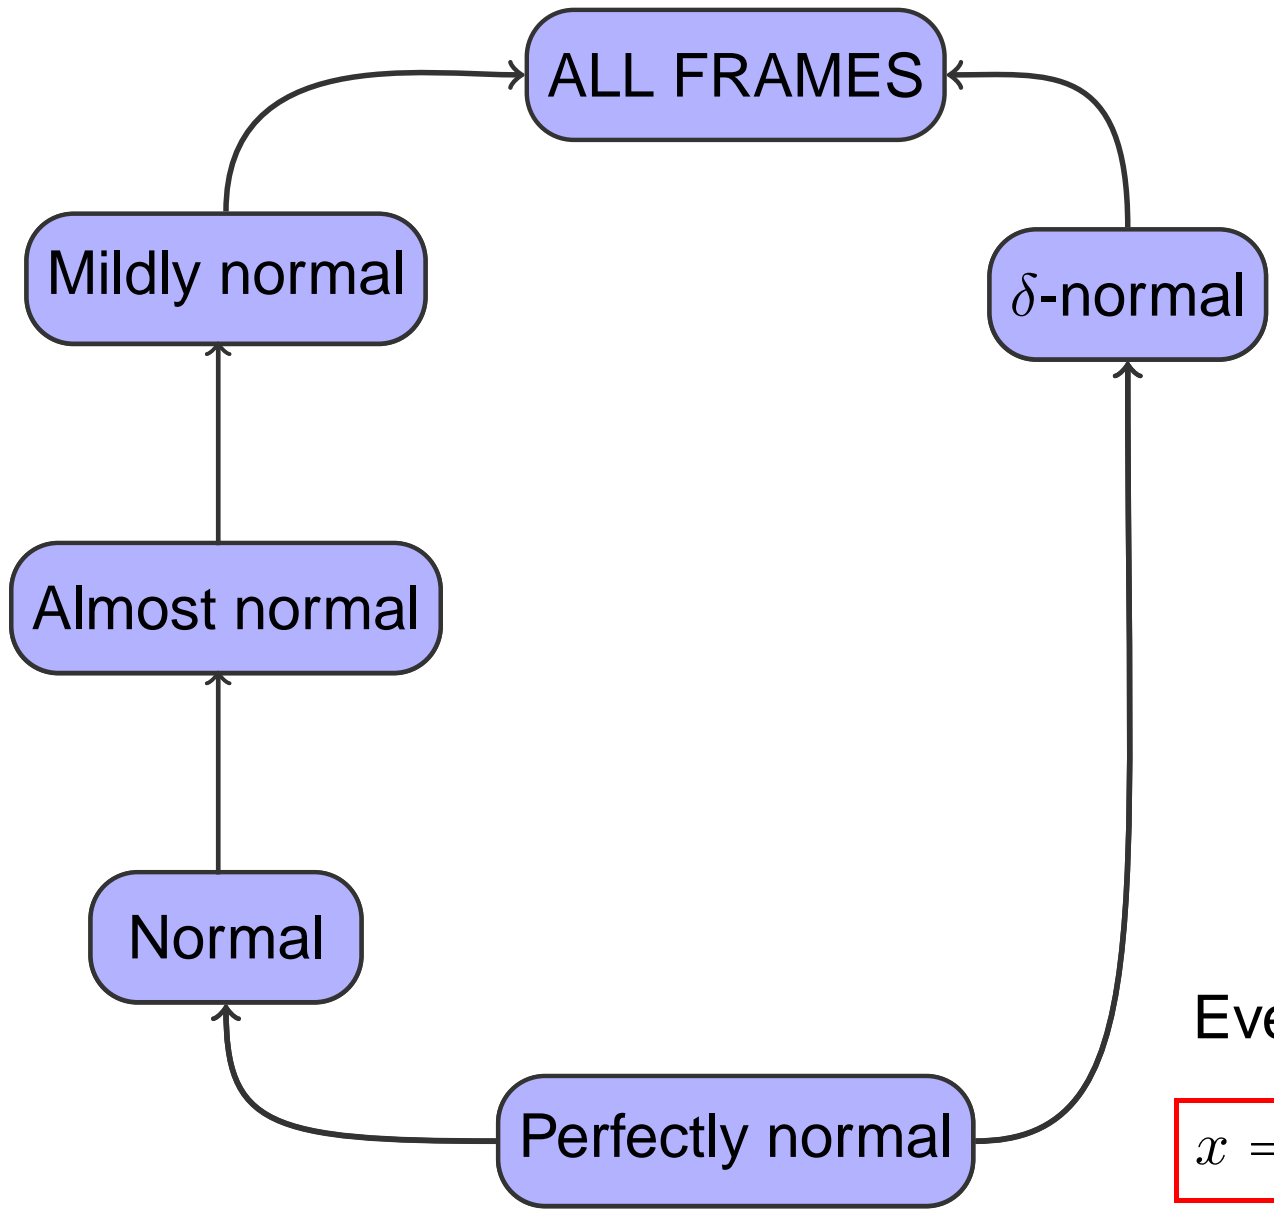 ALL FRAMES
Mildly normal
δ-normal
Almost normal
Normal
Perfectly normal
x =